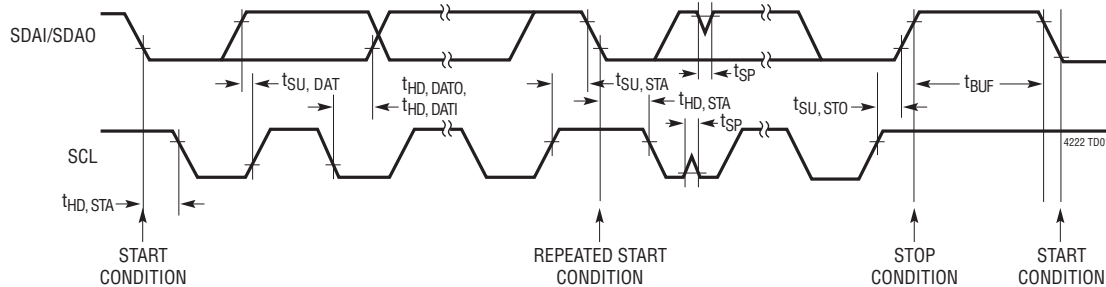 SDAI/SDAO
tSU, DAT
tHD, DATO,
tHD, DATI
tSU, STA
tHD, STA
tSP
tSP
tSU, STO
tBUF
SCL
4222 TD0
tHD, STA
START
CONDITION
REPEATED START
CONDITION
STOP
CONDITION
START
CONDITION